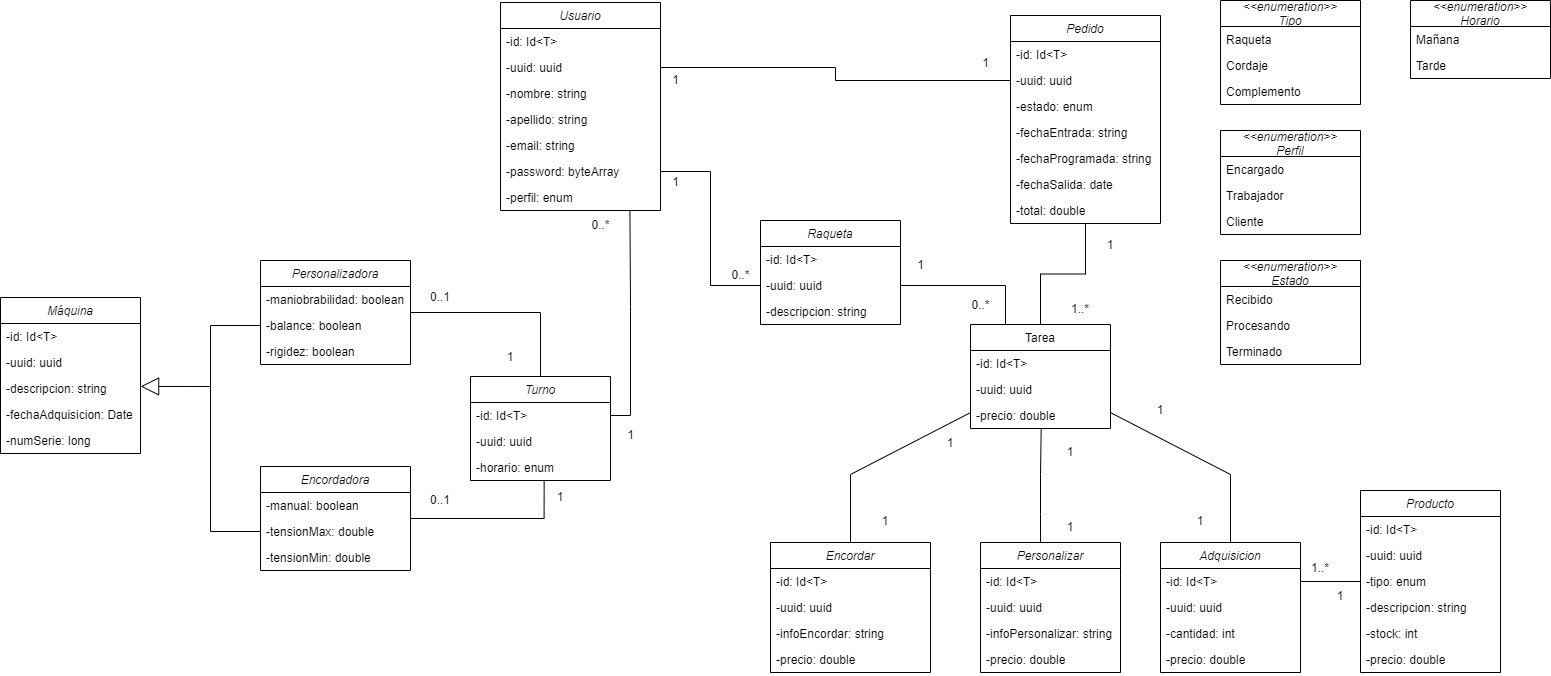 Usuario
-id: Id<T>
-uuid: uuid
-nombre: string
-apellido: string
-email: string
-password: byteArray
-perfil: enum
1
1
1
0..*
0..*
Pedido
-id: Id<T>
-uuid: uuid
-estado: enum
-fechaEntrada: string
-fechaProgramada: string
-fechaSalida: date
-total: double
1
1..*
<<enumeration>>
Tipo
Raqueta
Cordaje
Complemento
<<enumeration>>
Horario
Mañana
Tarde
<<enumeration>>
Perfil
Encargado
Trabajador
Cliente
<<enumeration>>
Estado
Recibido
Procesando
Terminado
Raqueta
-id: Id<T>
-uuid: uuid
-descripcion: string
1
0..*
Máquina
-id: Id<T>
-uuid: uuid
-descripcion: string
-fechaAdquisicion: Date
-numSerie: long
Personalizadora
-maniobrabilidad: boolean
-balance: boolean
-rigidez: boolean
0..1
1
Turno
-id: Id<T>
-uuid: uuid
-horario: enum
1
1
0..1
Encordadora
-manual: boolean
-tensionMax: double
-tensionMin: double
Tarea
-id: Id<T>
-uuid: uuid
-precio: double
1
1
1
1
1
1
Encordar
-id: Id<T>
-uuid: uuid
-infoEncordar: string
-precio: double
Personalizar
-id: Id<T>
-uuid: uuid
-infoPersonalizar: string
-precio: double
Adquisicion
-id: Id<T>
-uuid: uuid
-cantidad: int
-precio: double
1..*
1
Producto
-id: Id<T>
-uuid: uuid
-tipo: enum
-descripcion: string
-stock: int
-precio: double